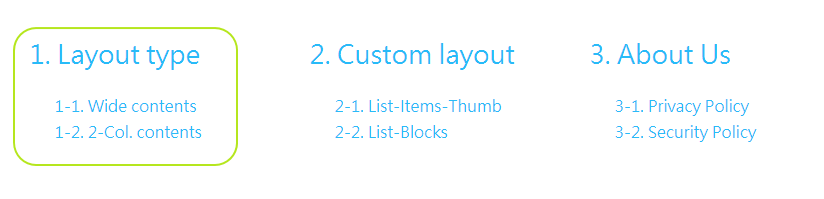 1. Layout type
1-1. Wide contents
1-2. 2-Col. contents
2. Custom layout
2-1. List-Items-Thumb
2-2. List-Blocks
3. About Us
3-1. Privacy Policy
3-2. Security Policy